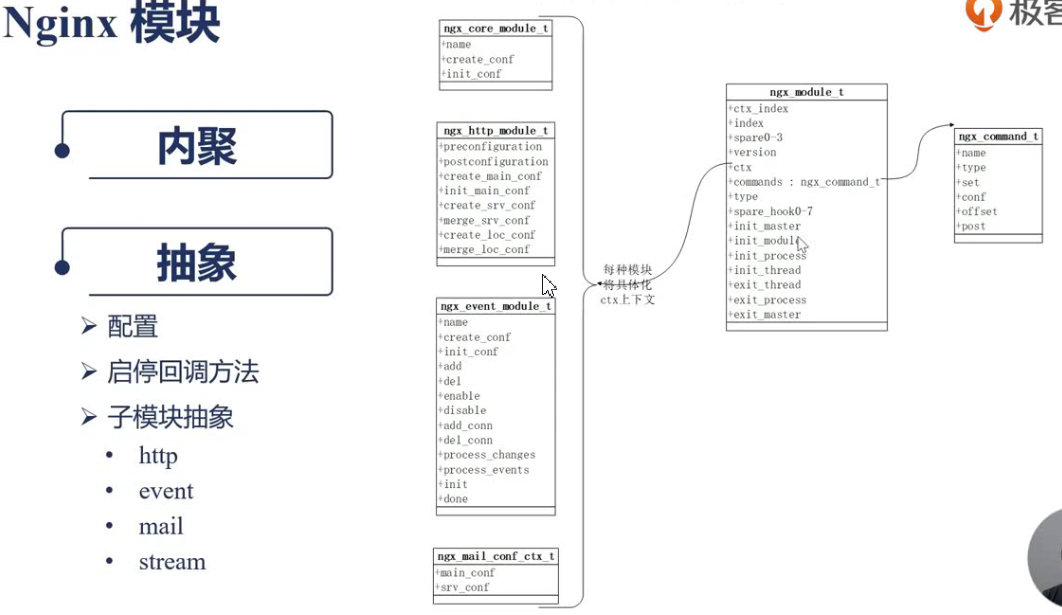 Nginx 模块
极客
内聚
抽象
配置
启停回调方法
子模块抽象
http
event
mail
stream
ngx_core_module_t
+name
+create_conf
+init_conf
ngx_http_module_t
+preconfiguration
+postconfiguration
+create_main_conf
+init_main_conf
+create_srv_conf
+merge_srv_conf
+create_loc_conf
+merge_loc_conf
ngx_event_module_t
+name
+create_conf
+init_conf
+add
+del
+enable
+disable
+add_conn
+del_conn
+process_changes
+process_events
+init
+done
ngx_mail_conf_ctx_t
+main_conf
+srv_conf
每种模块
将具体化
ctx上下文
ngx_module_t
+ctx_index
+index
+spare0-3
+version
+ctx
+commands : ngx_command_t
+type
+spare_hook0-7
+init_master
+init_module
+init_process
+init_thread
+exit_thread
+exit_process
+exit_master
ngx_command_t
+name
+type
+set
+conf
+offset
+post